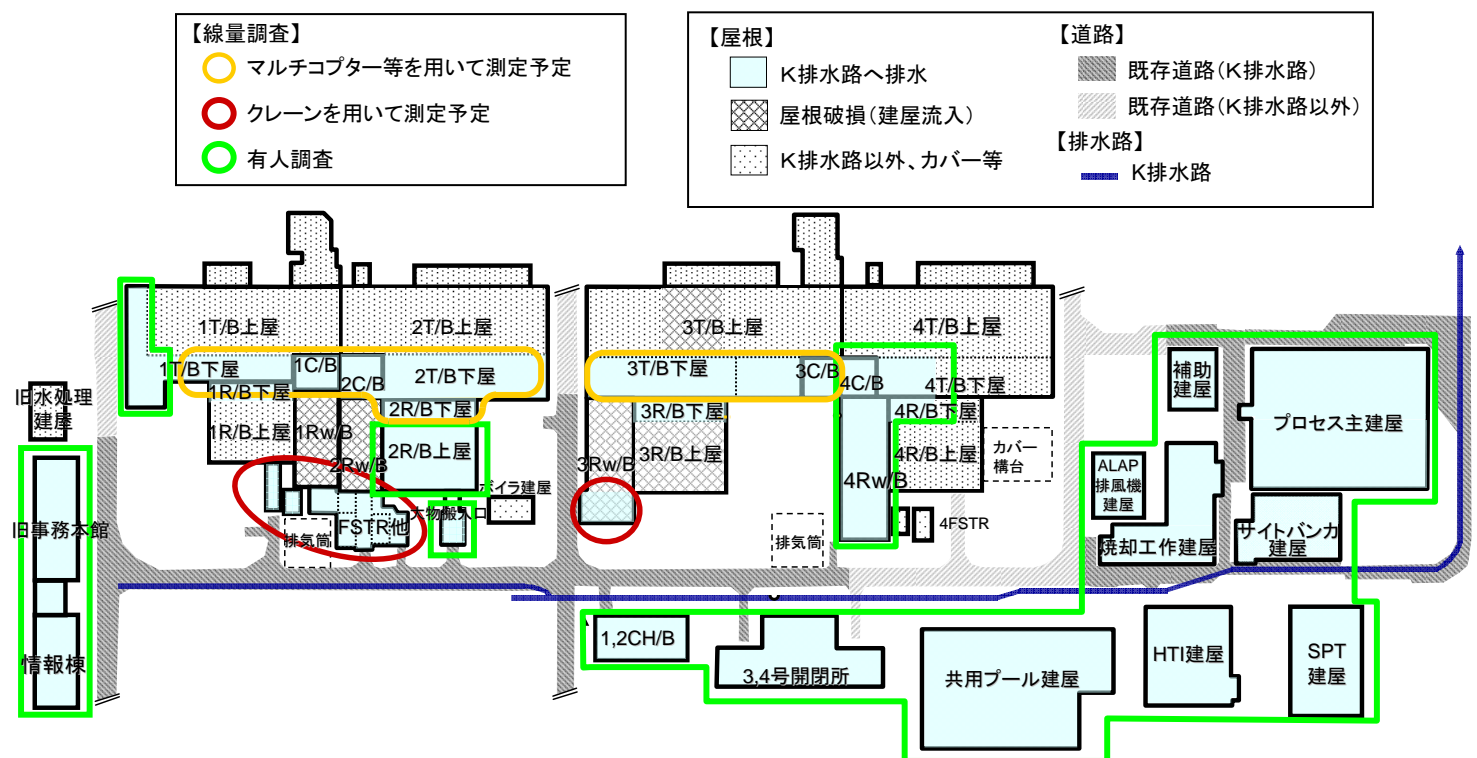 【線量調査】
マルチコプター等を用いて測定予定
クレーンを用いて測定予定
有人調査
【屋根】
K排水路へ排水
屋根破損(建屋流入)
K排水路以外、カバー等
【道路】
既存道路(K排水路)
既存道路(K排水路以外)
【排水路】
K排水路
1T/B上屋
2T/B上屋
3T/B上屋
4T/B上屋
1T/B下屋
1C/B
2C/B
2T/B下屋
3T/B下屋
3C/B
4C/B
4T/B下屋
1R/B下屋
2R/B下屋
3R/B下屋
4R/B下屋
1R/B上屋
1Rw/B
2Rw/B
2R/B上屋
3Rw/B
3R/B上屋
4Rw/B
4R/B上屋
カバー
構台
旧水処理
建屋
旧事務本館
情報棟
排気筒
FSTR他
大物搬入口
ボイラ建屋
排気筒
4FSTR
補助
建屋
プロセス主建屋
ALAP
排風機
建屋
焼却工作建屋
サイトバンカ
建屋
1,2CH/B
3,4号開閉所
共用プール建屋
HTI建屋
SPT
建屋